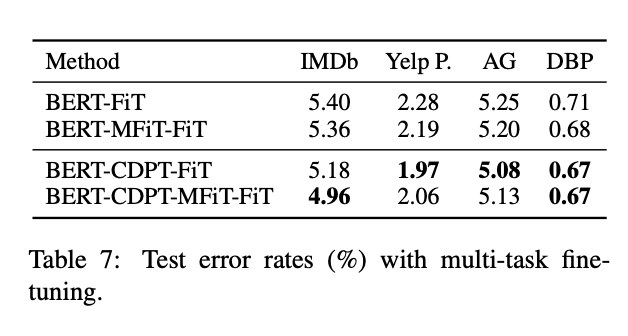 Method IMDb Yelp P. AG DBP
BERT-FiT 5.40 2.28 5.25 0.71
BERT-MFiT-FiT 5.36 2.19 5.20 0.68
BERT-CDPT-FiT 5.18 1.97 5.08 0.67
BERT-CDPT-MFiT-FiT 4.96 2.06 5.13 0.67
Table 7: Test error rates (%) with multi-task fine-
tuning.